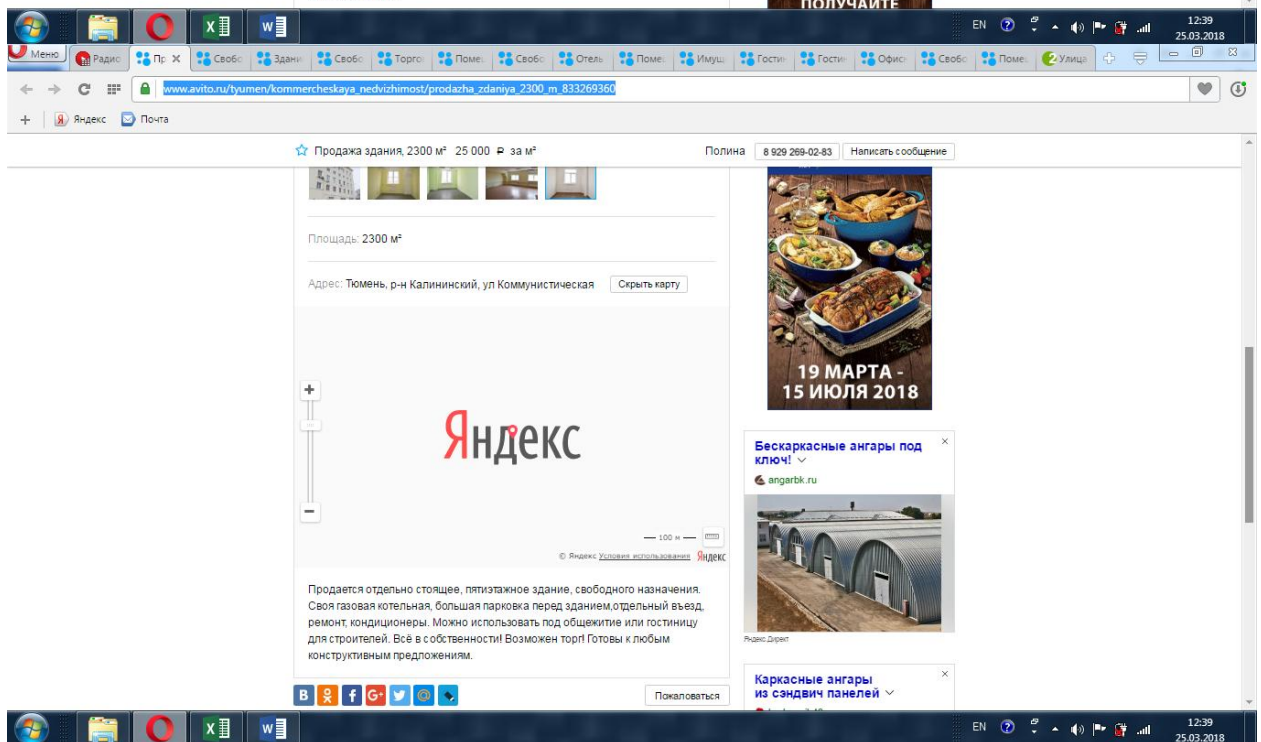 ПОЛУЧАЙТЕ
EN
12:39
25.03.2018
Меню
Радио
Пр
Свобо
Здани
Свобо
Торго
Поме
Свобо
Отель
Поме
Имущ
Гости
Гости
Офис
Свобо
Поме
Улица
www.avito.ru/tyumen/kommercheskaya_nedvizhimost/prodazha_zdaniya_2300_m_833269360
Яндекс
Почта
Продажа здания, 2300 м² 25 000 ₽ за м²
Полина
8 929 269-02-83
Написать сообщение
Площадь: 2300 м²
Адрес: Тюмень, р-н Калининский, ул Коммунистическая
Скрыть карту
19 МАРТА -
15 ИЮЛЯ 2018
Яндекс
100 м
© Яндекс Условия использования Яндекс
Бескаркасные ангары под
ключ!
angarbk.ru
Яндекс.Директ
Продается отдельно стоящее, пятиэтажное здание, свободного назначения.
Своя газовая котельная, большая парковка перед зданием,отдельный въезд,
ремонт, кондиционеры. Можно использовать под общежитие или гостиницу
для строителей. Всё в собственности! Возможен торг! Готовы к любым
конструктивным предложениям.
Пожаловаться
Каркасные ангары
из сэндвич панелей
EN
12:39
25.03.2018